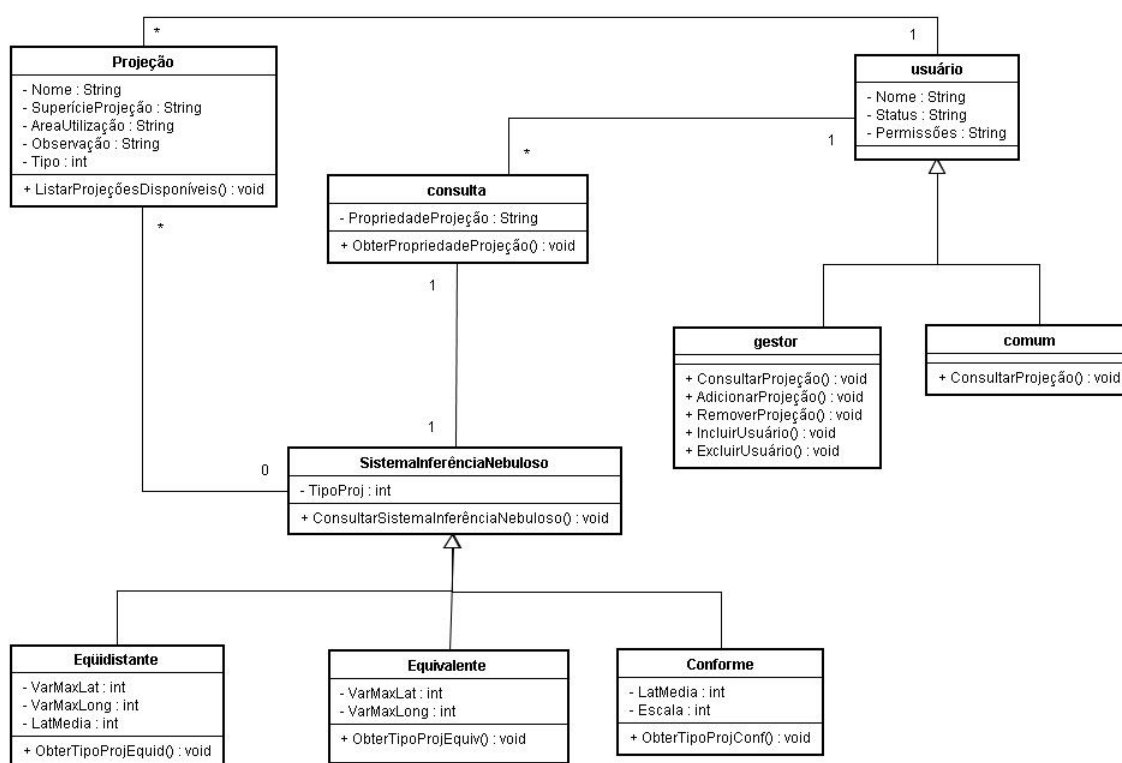 *
1
Projeção
- Nome : String
- SuperícieProjeção : String
- AreaUtilização : String
- Observação : String
- Tipo : int
+ ListarProjeçõesDisponíveis() : void
usuário
- Nome : String
- Status : String
- Permissões : String
1
*
*
consulta
- PropriedadeProjeção : String
+ ObterPropriedadeProjeção() : void
1
gestor
+ ConsultarProjeção() : void
+ AdicionarProjeção() : void
+ RemoverProjeção() : void
+ IncluirUsuário() : void
+ ExcluirUsuário() : void
comum
+ ConsultarProjeção() : void
1
0
SistemaInferênciaNebuloso
- TipoProj : int
+ ConsultarSistemaInferênciaNebuloso() : void
Eqüidistante
- VarMaxLat : int
- VarMaxLong : int
- LatMedia : int
+ ObterTipoProjEquid() : void
Equivalente
- VarMaxLat : int
- VarMaxLong : int
+ ObterTipoProjEquiv() : void
Conforme
- LatMedia : int
- Escala : int
+ ObterTipoProjConf() : void